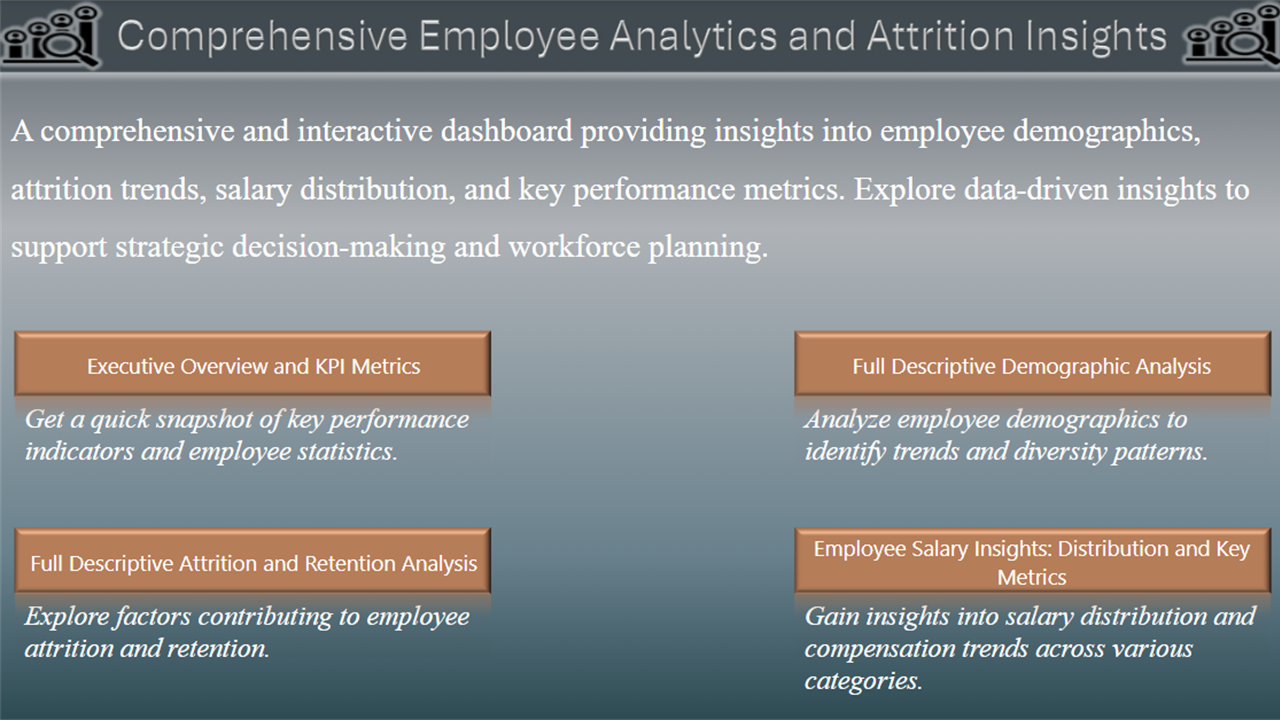 Comprehensive Employee Analytics and Attrition Insights
A comprehensive and interactive dashboard providing insights into employee demographics,
attrition trends, salary distribution, and key performance metrics. Explore data-driven insights to
support strategic decision-making and workforce planning.
Executive Overview and KPI Metrics
Get a quick snapshot of key performance
indicators and employee statistics.
Full Descriptive Demographic Analysis
Analyze employee demographics to
identify trends and diversity patterns.
Full Descriptive Attrition and Retention Analysis
Explore factors contributing to employee
attrition and retention.
Employee Salary Insights: Distribution and Key
Metrics
Gain insights into salary distribution and
compensation trends across various
categories.